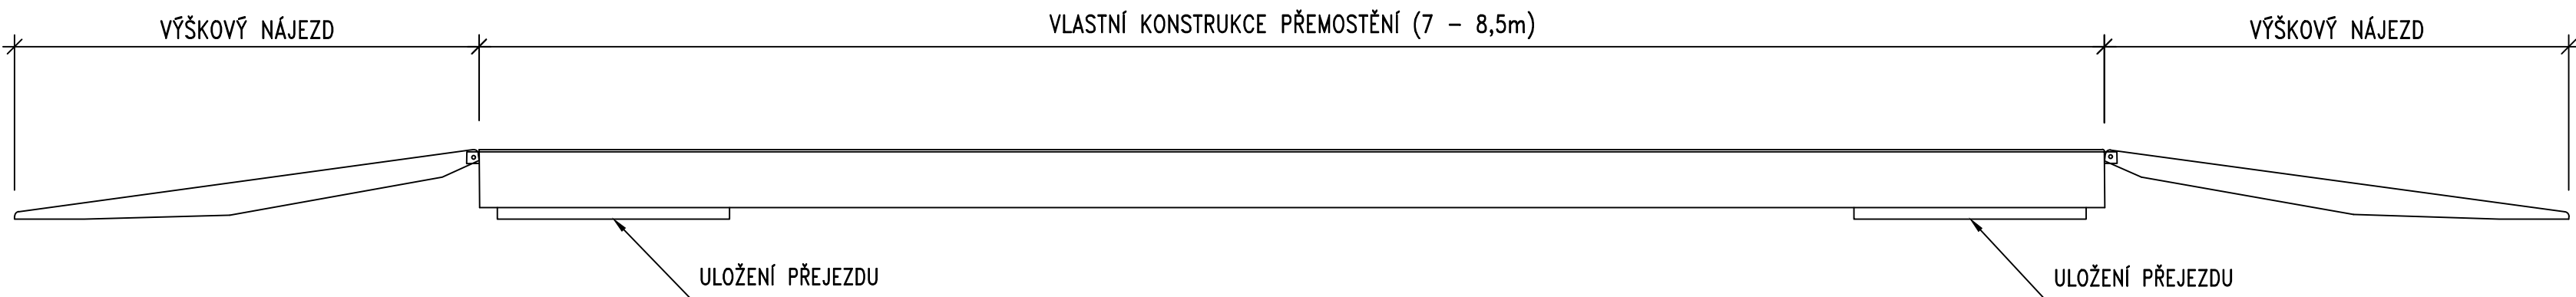 VÝŠKOVÝ NÁJEZD
VLASTNÍ KONSTRUKCE PŘEMOSTĚNÍ (7 – 8,5m)
VÝŠKOVÝ NÁJEZD
ULOŽENÍ PŘEJEZDU
ULOŽENÍ PŘEJEZDU